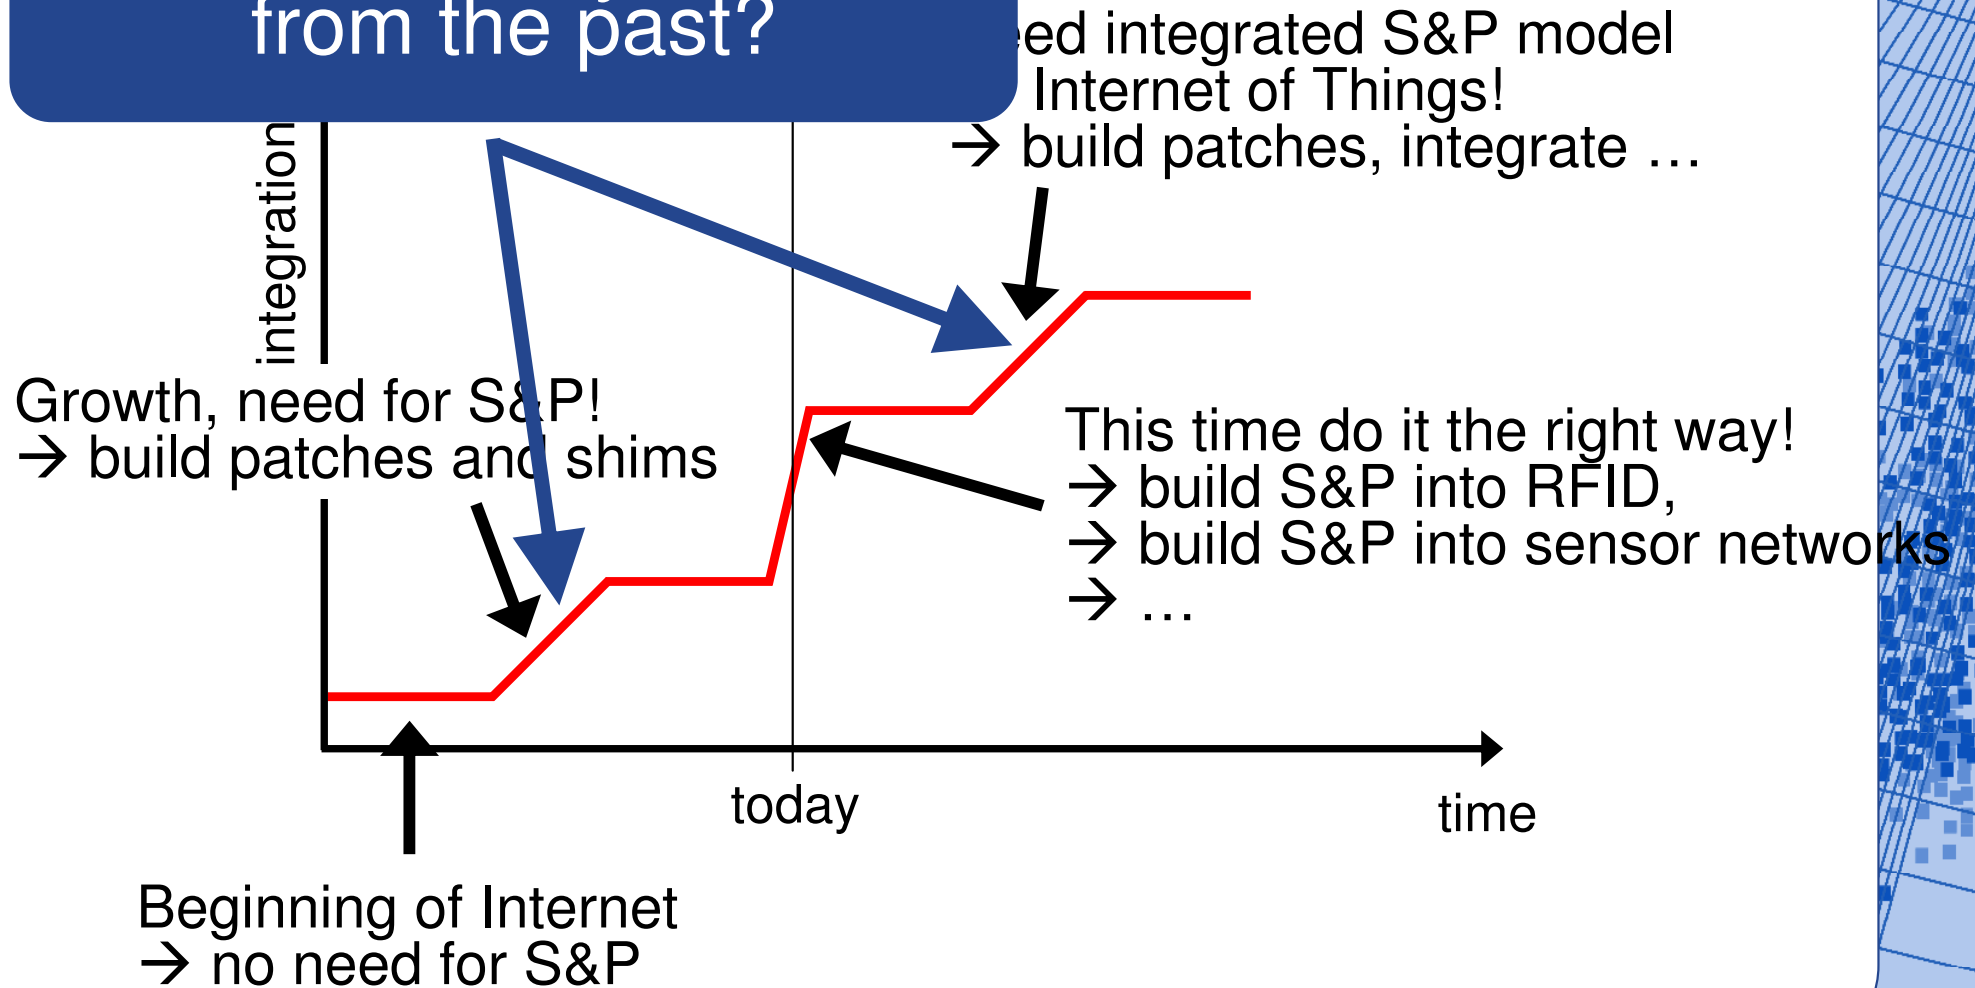 from the past?
integrated S&P model
Internet of Things!
→ build patches, integrate …
integration
Growth, need for S&P!
→ build patches and shims
This time do it the right way!
→ build S&P into RFID,
→ build S&P into sensor networks
→ …
today
time
Beginning of Internet
→ no need for S&P